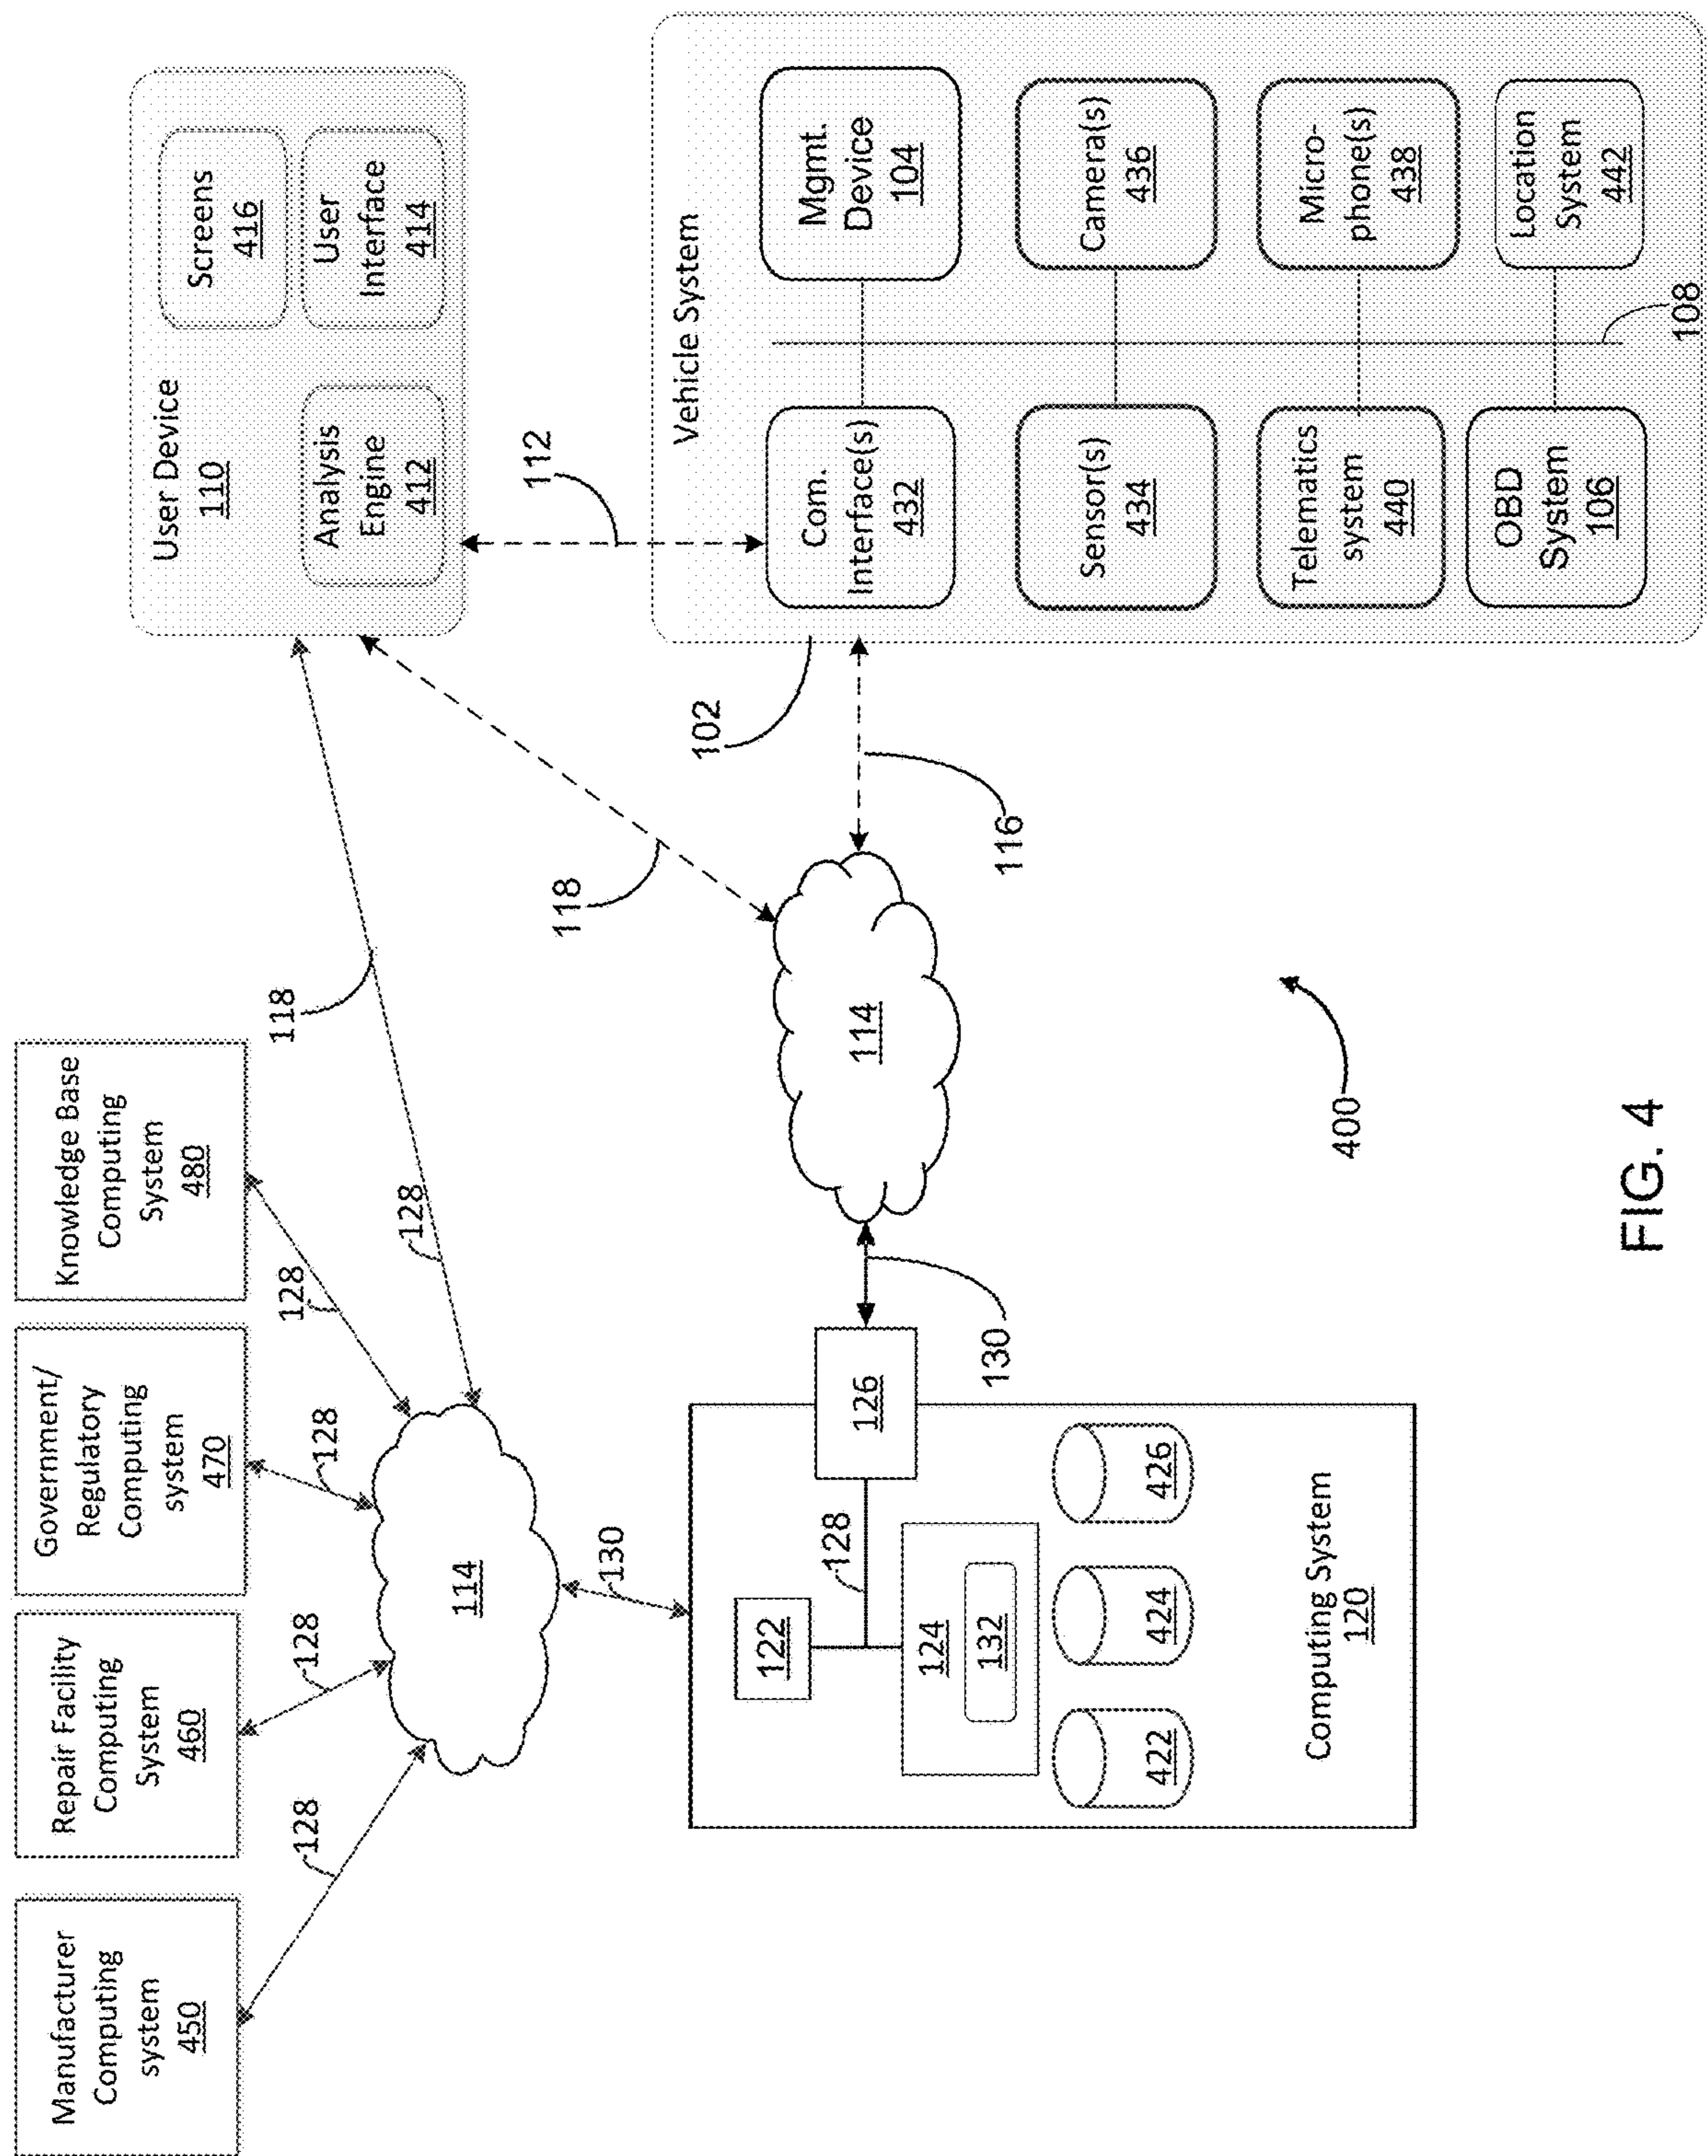 Manufacturer
Computing
system
450
Repair Facility
Computing
System
460
Government/
Regulatory
Computing
system
470
Knowledge Base
Computing
System
480
128
128
128
128
128
118
114
130
User Device
110
Screens
416
Analysis
Engine
412
User
Interface
414
112
118
102
116
114
130
126
122
128
124
132
422
424
426
Computing System
120
Vehicle System
Com.
Interface(s)
432
Mgmt.
Device
104
Sensor(s)
434
Camera(s)
436
Telematics
system
440
Micro-
phone(s)
438
OBD
System
106
Location
System
442
108
400
FIG. 4